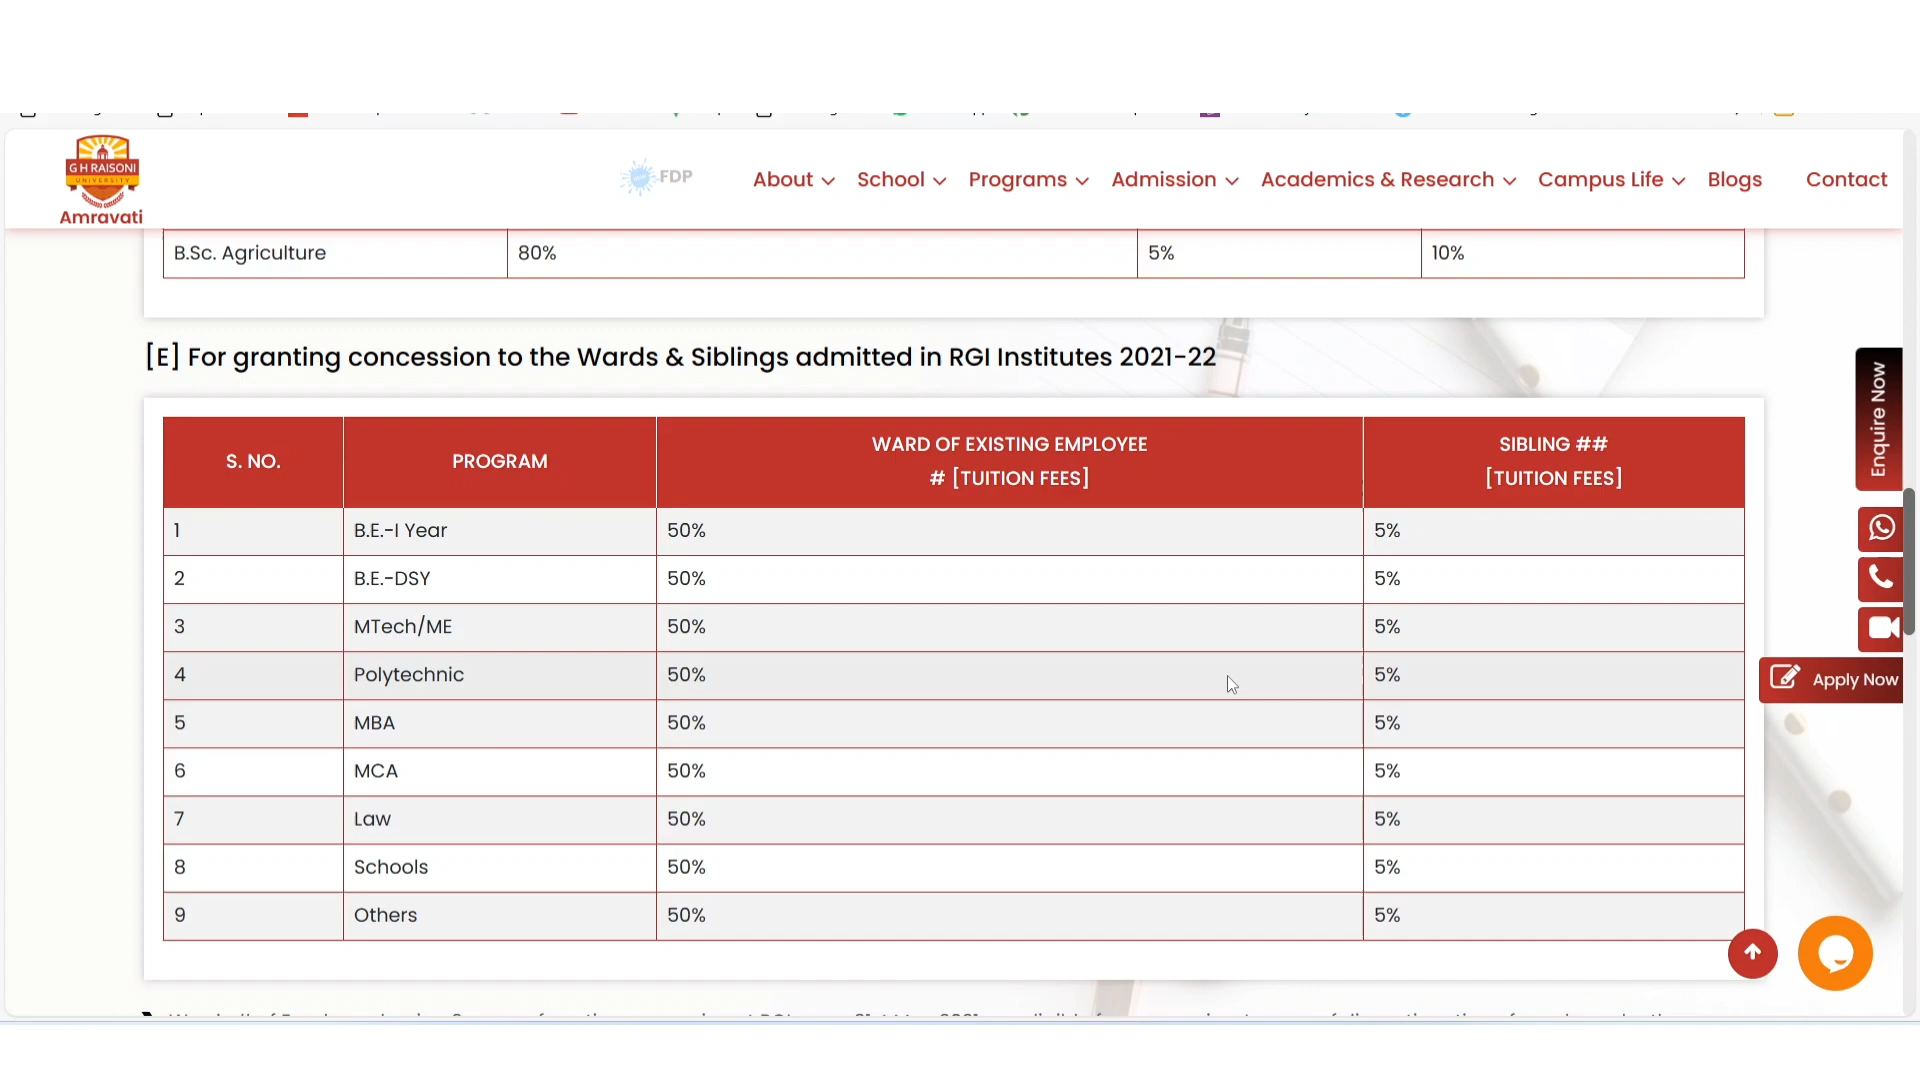 G H RAISONI
UNIVERSITY
Amravati
FDP
About
School
Programs
Admission
Academics & Research
Campus Life
Blogs
Contact
B.Sc. Agriculture 80% 5% 10%
[E] For granting concession to the Wards & Siblings admitted in RGI Institutes 2021-22
S. NO. PROGRAM WARD OF EXISTING EMPLOYEE # [TUITION FEES] SIBLING ## [TUITION FEES]
1 B.E.-I Year 50% 5%
2 B.E.-DSY 50% 5%
3 MTech/ME 50% 5%
4 Polytechnic 50% 5%
5 MBA 50% 5%
6 MCA 50% 5%
7 Law 50% 5%
8 Schools 50% 5%
9 Others 50% 5%
Enquire Now
Apply Now